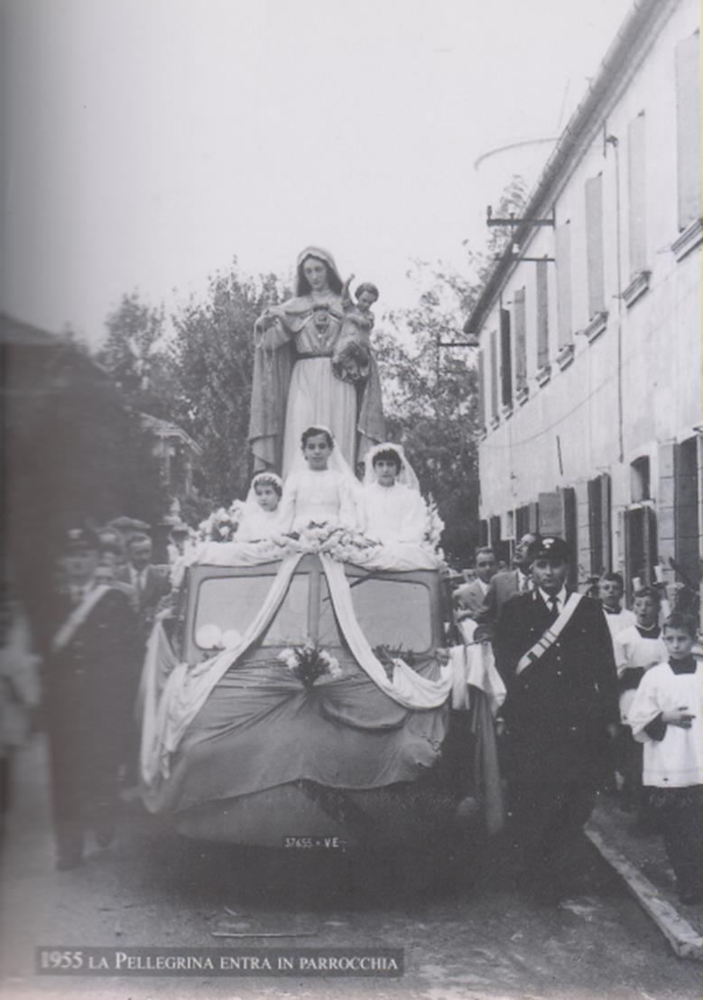 37655 * VE
1955 LA PELLEGRINA ENTRA IN PARROCCHIA